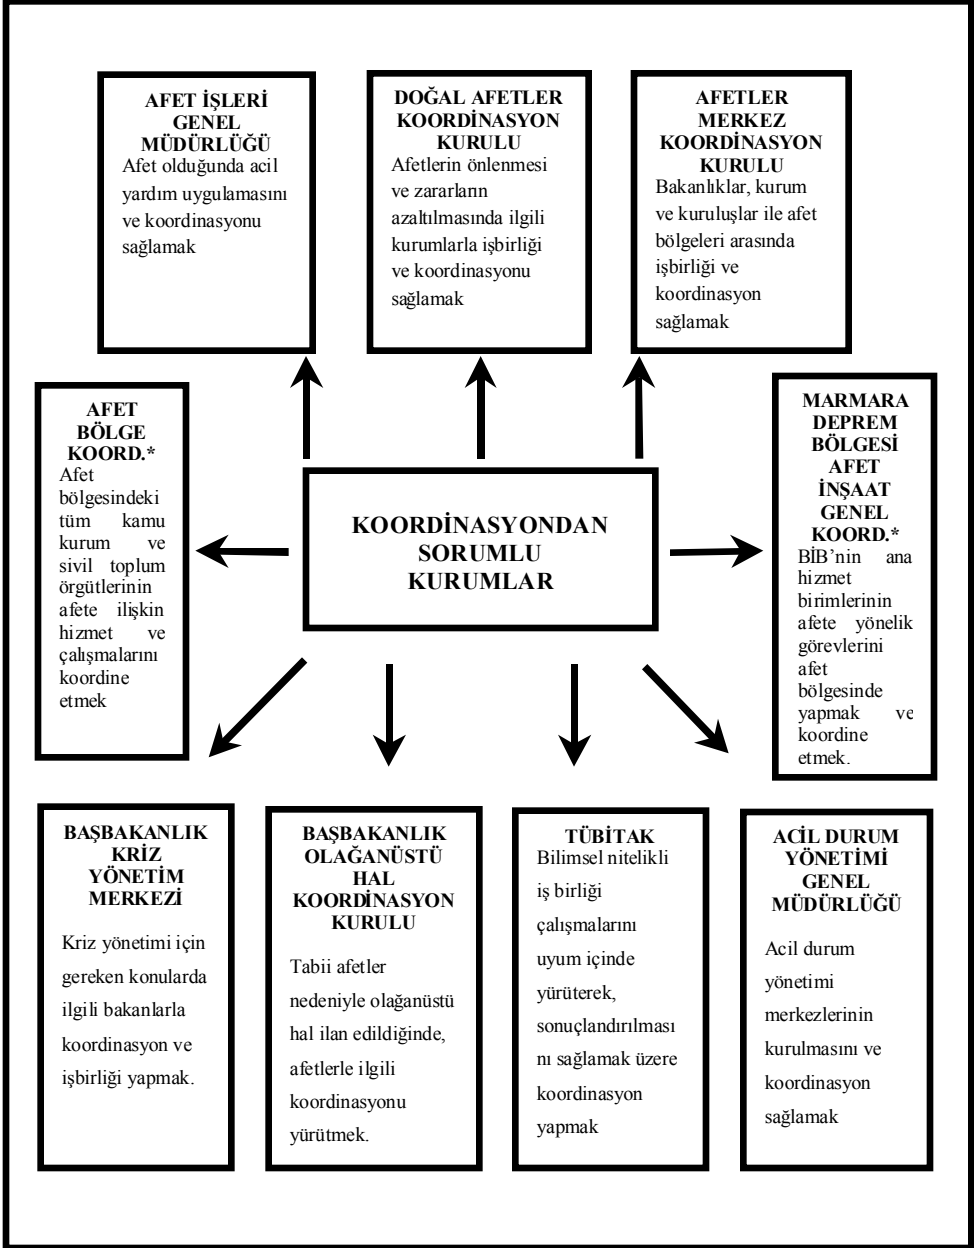 AFET İŞLERİ
GENEL
MÜDÜRLÜĞÜ
Afet olduğunda acil
yardım uygulamasını
ve koordinasyonu
sağlamak
DOĞAL AFETLER
KOORDİNASYON
KURULU
Afetlerin önlenmesi
ve zararların
azaltılmasında ilgili
kurumlarla işbirliği
ve koordinasyonu
sağlamak
AFETLER
MERKEZ
KOORDİNASYON
KURULU
Bakanlıklar, kurum
ve kuruluşlar ile afet
bölgeleri arasında
işbirliği ve
koordinasyon
sağlamak
AFET
BÖLGE
KOORD.*
Afet
bölgesindeki
tüm kamu
kurum ve
sivil toplum
örgütlerinin
afete ilişkin
hizmet ve
çalışmalarını
koordine
etmek
KOORDİNASYONDAN
SORUMLU
KURUMLAR
MARMARA
DEPREM
BÖLGESİ
AFET
İNŞAAT
GENEL
KOORD.*
BİB’nin ana
hizmet
birimlerinin
afete yönelik
görevlerini
afet
bölgesinde
yapmak ve
koordine
etmek.
BAŞBAKANLIK
KRİZ
YÖNETİM
MERKEZİ
Kriz yönetimi için
gereken konularda
ilgili bakanlarla
koordinasyon ve
işbirliği yapmak.
BAŞBAKANLIK
OLAĞANÜSTÜ
HAL
KOORDİNASYON
KURULU
Tabii afetler
nedeniyle olağanüstü
hal ilan edildiğinde,
afetlerle ilgili
koordinasyonu
yürütmek.
TÜBİTAK
Bilimsel nitelikli
iş birliği
çalışmalarını
uyum içinde
yürüterek,
sonuçlandırılması
nı sağlamak üzere
koordinasyon
yapmak
ACİL DURUM
YÖNETİMİ
GENEL
MÜDÜRLÜĞÜ
Acil durum
yönetimi
merkezlerinin
kurulmasını ve
koordinasyon
sağlamak